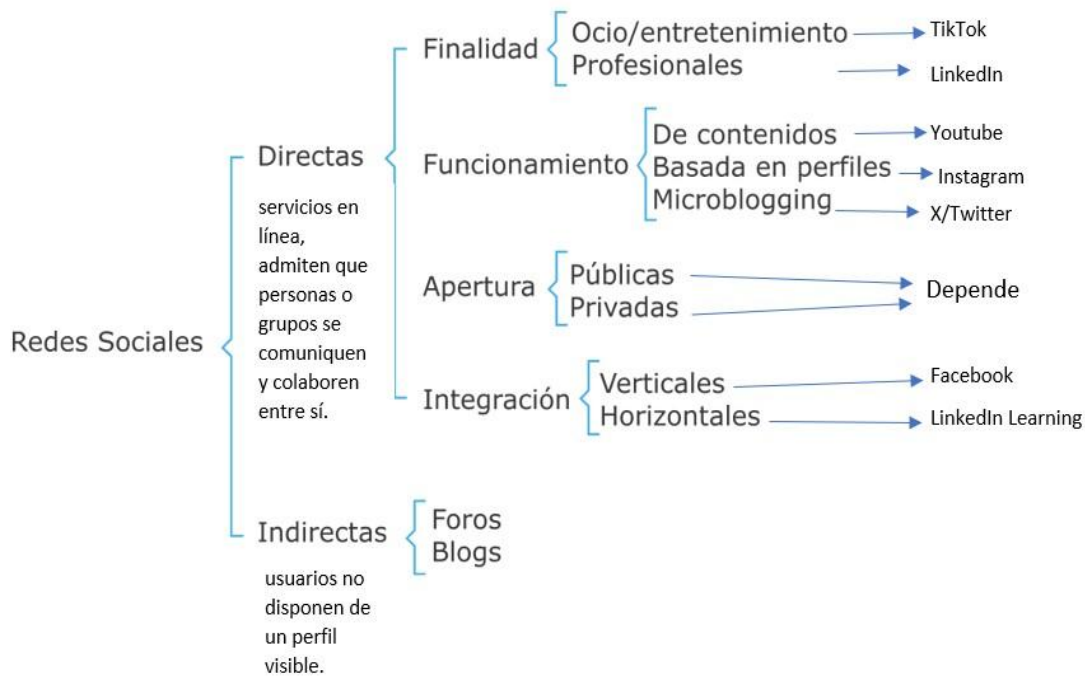 Redes Sociales
Directas
servicios en
línea,
admiten que
personas o
grupos se
comuniquen
y colaboren
entre sí.
Finalidad
Ocio/entretenimiento
TikTok
Profesionales
LinkedIn
Funcionamiento
De contenidos
Youtube
Basada en perfiles
Instagram
Microblogging
X/Twitter
Apertura
Públicas
Privadas
Depende
Integración
Verticales
Facebook
Horizontales
LinkedIn Learning
Indirectas
usuarios no
disponen de
un perfil
visible.
Foros
Blogs